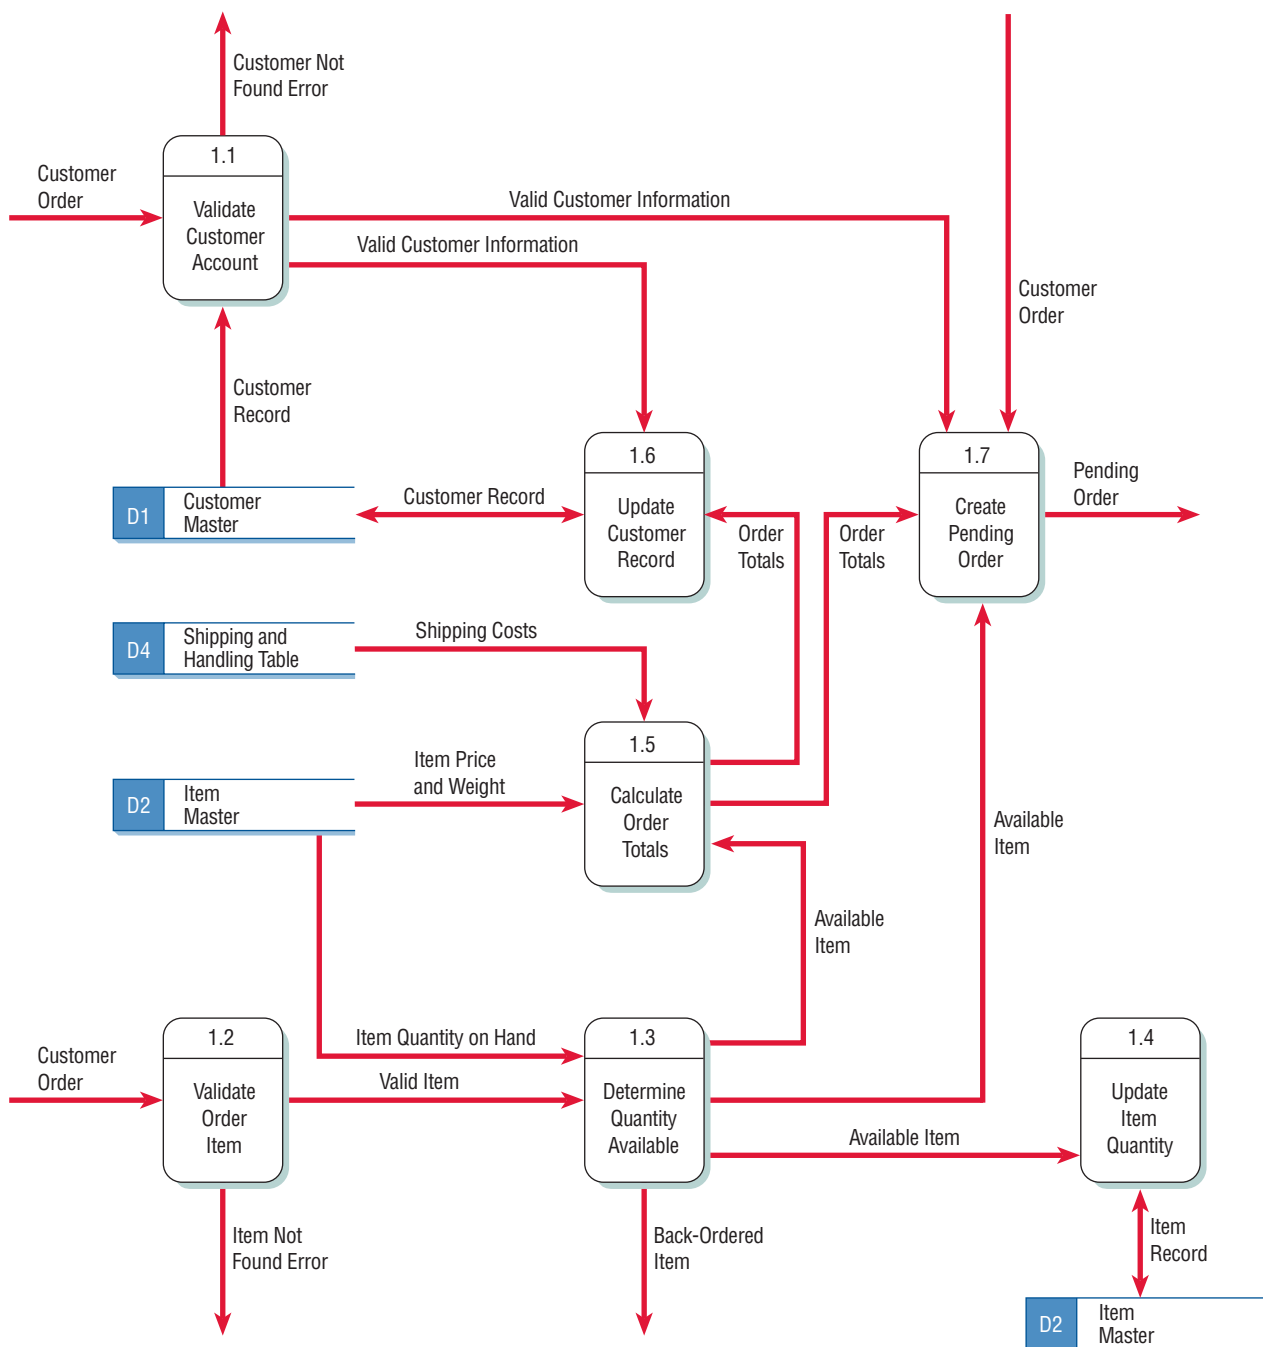 Customer Not
Found Error
1.1
Validate
Customer
Account
Customer
Order
Valid Customer Information
Valid Customer Information
Customer
Order
Customer
Record
D1
Customer
Master
Customer Record
1.6
Update
Customer
Record
Order
Totals
Order
Totals
1.7
Create
Pending
Order
Pending
Order
D4
Shipping and
Handling Table
Shipping Costs
D2
Item
Master
Item Price
and Weight
1.5
Calculate
Order
Totals
Available
Item
Available
Item
Customer
Order
1.2
Validate
Order
Item
Item Quantity on Hand
Valid Item
1.3
Determine
Quantity
Available
Available Item
1.4
Update
Item
Quantity
Item Not
Found Error
Back-Ordered
Item
Item
Record
D2
Item
Master